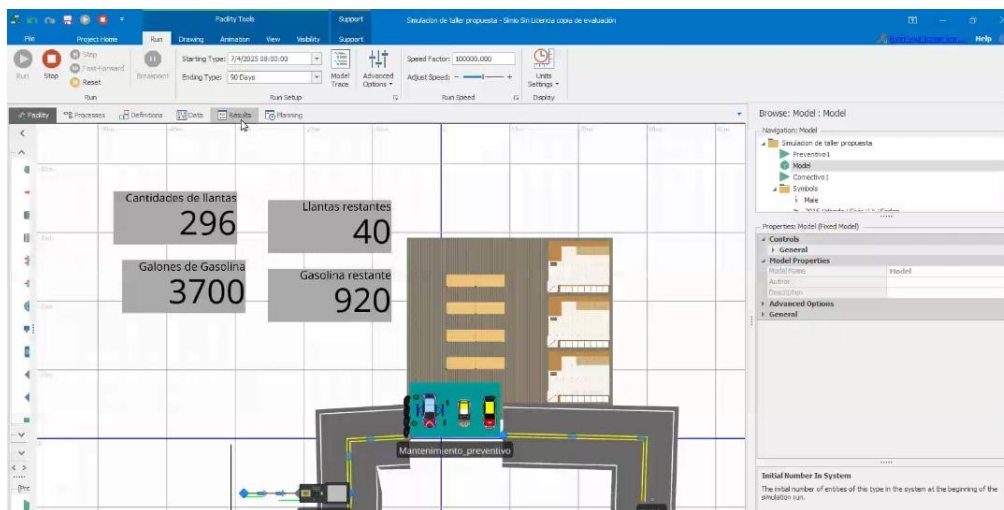 Facility Tools
Support
Simulacion de taller propuesta - Simio Sin Licencia copia de evaluación
File
Project Home
Run
Drawing
Animation
View
Visibility
Support
Help
Run
Stop
Step
Fast-Forward
Reset
Breakpoint
Starting Type: 7/4/2025 08:00:00
Ending Type: 90 Days
Model Trace
Advanced Options
Speed Factor: 100000.000
Adjust Speed:
Units Settings
Run
Run Setup
Run Speed
Display
Facility
Processes
Definitions
Data
Results
Planning
Browse: Model : Model
Navigation: Model
Simulacion de taller propuesta
Preventivo1
Model
Correctivo1
Symbols
Male
Properties: Model (Fixed Model)
Controls
General
Model Properties
Model Name
Model
Author
Description
Advanced Options
General
Cantidades de llantas
296
Llantas restantes
40
Galones de Gasolina
3700
Gasolina restante
920
Mantenimiento_preventivo
Initial Number In System
The initial number of entities of this type in the system at the beginning of the
simulation run.